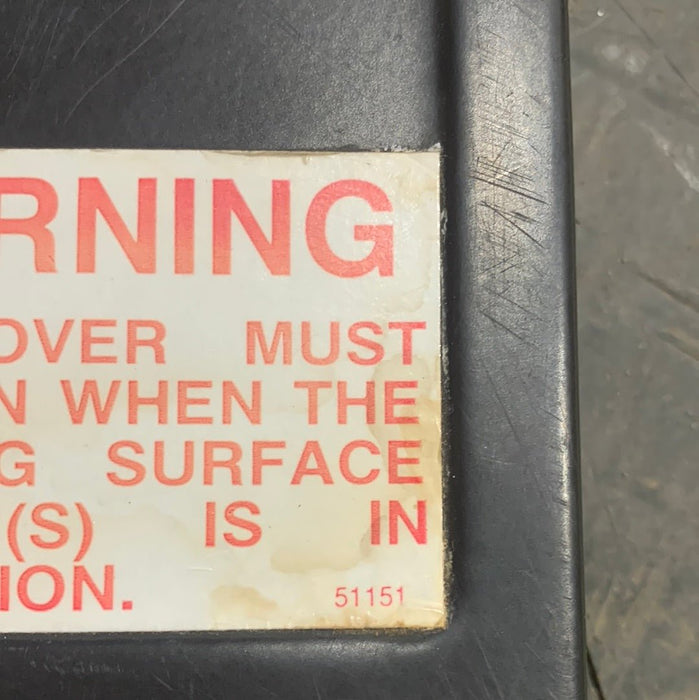 RNING
OVER MUST
N WHEN THE
G SURFACE
(S) IS IN
ION.
51151